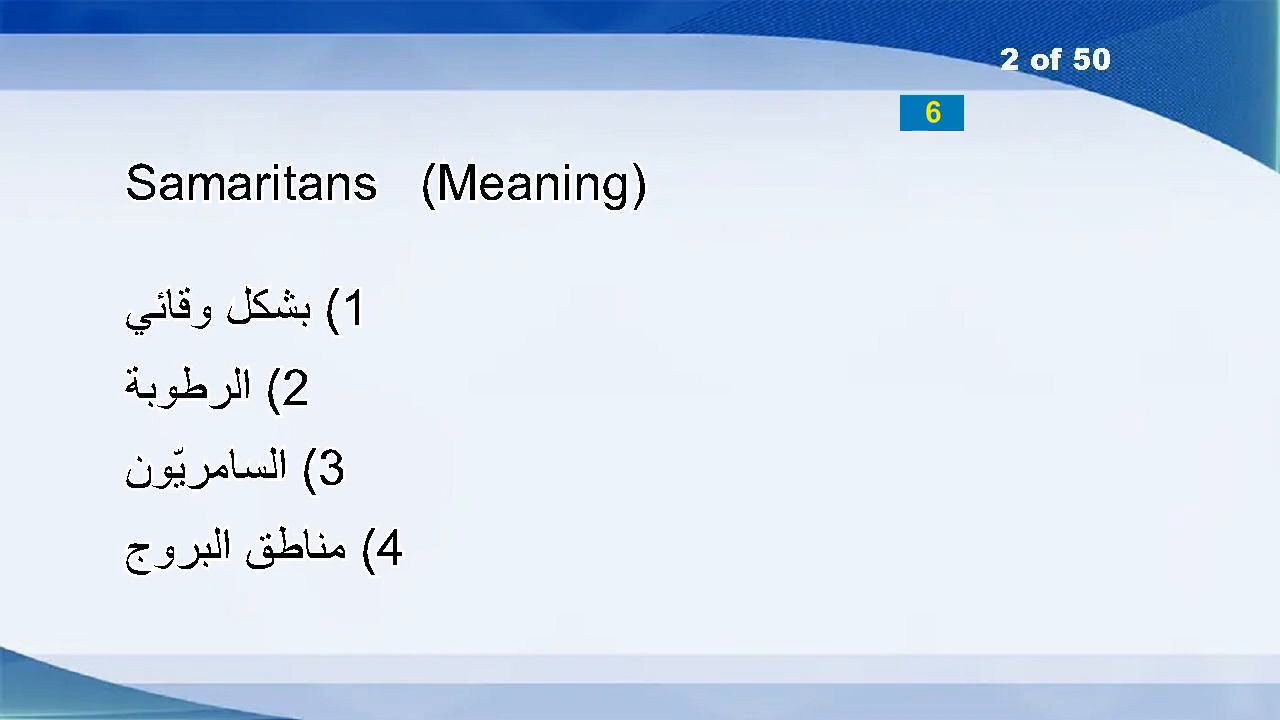 2 of 50
6
Samaritans (Meaning)
1) بشكل وقائي
2) الرطوبة
3) السامريّون
4) مناطق البروج